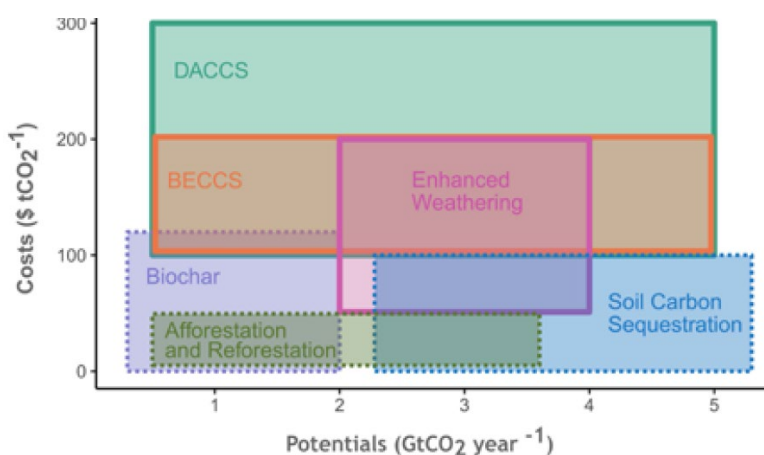 300
200
100
0
Costs ($ tCO2⁻¹)
DACCS
BECCS
Enhanced
Weathering
Biochar
Soil Carbon
Sequestration
Afforestation
and Reforestation
1
2
3
4
5
Potentials (GtCO2 year ⁻¹)